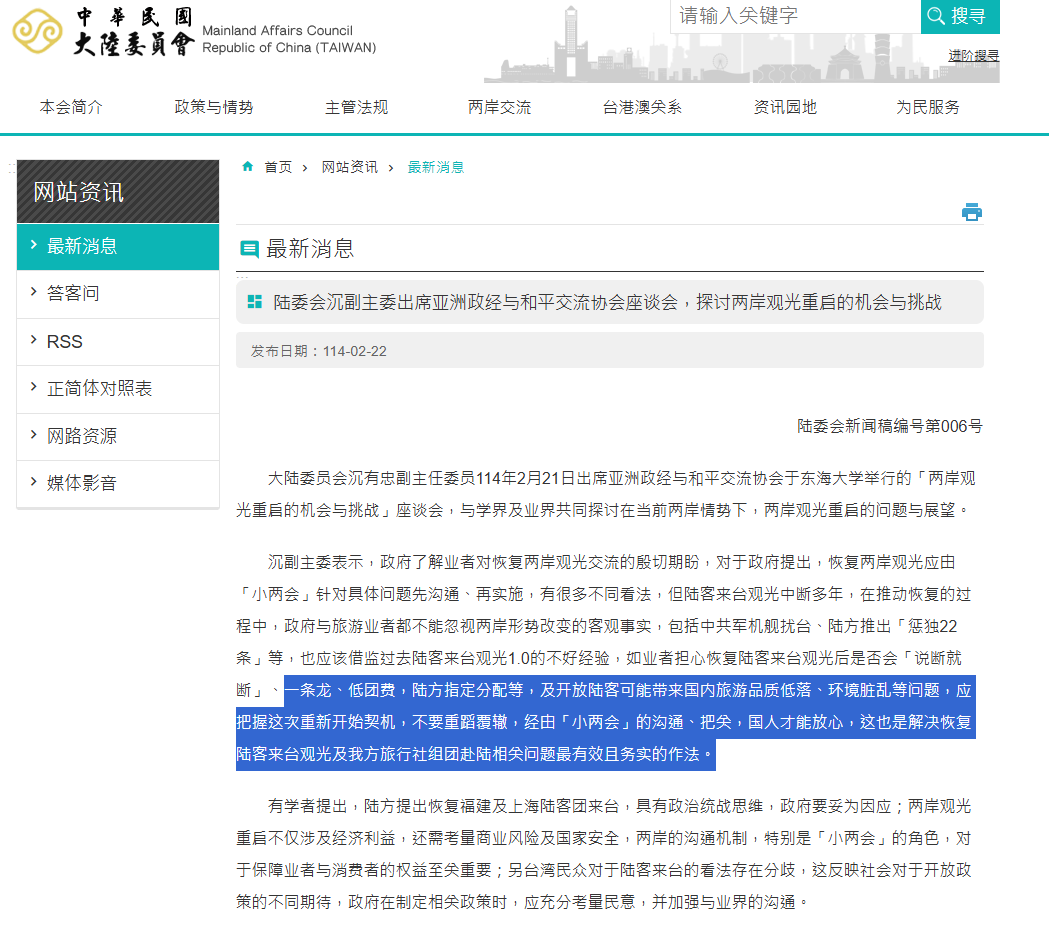 中華民國
大陸委員會
Mainland Affairs Council
Republic of China (TAIWAN)
请输入关键字
搜寻
进阶搜寻
本会简介 政策与情势 主管法规 两岸交流 台港澳关系 资讯园地 为民服务
:::
网站资讯
最新消息
答客问
RSS
正简体对照表
网路资源
媒体影音
首页 › 网站资讯 › 最新消息
最新消息
:::
陆委会沉副主委出席亚洲政经与和平交流协会座谈会，探讨两岸观光重启的机会与挑战
发布日期：114-02-22
陆委会新闻稿编号第006号
大陆委员会沉有忠副主任委员114年2月21日出席亚洲政经与和平交流协会于东海大学举行的「两岸观
光重启的机会与挑战」座谈会，与学界及业界共同探讨在当前两岸情势下，两岸观光重启的问题与展望。
沉副主委表示，政府了解业者对恢复两岸观光交流的殷切期盼，对于政府提出，恢复两岸观光应由
「小两会」针对具体问题先沟通、再实施，有很多不同看法，但陆客来台观光中断多年，在推动恢复的过
程中，政府与旅游业者都不能忽视两岸形势改变的客观事实，包括中共军机舰扰台、陆方推出「惩独22
条」等，也应该借监过去陆客来台观光1.0的不好经验，如业者担心恢复陆客来台观光后是否会「说断就
断」、一条龙、低团费，陆方指定分配等，及开放陆客可能带来国内旅游品质低落、环境脏乱等问题，应
把握这次重新开始契机，不要重蹈覆辙，经由「小两会」的沟通、把关，国人才能放心，这也是解决恢复
陆客来台观光及我方旅行社组团赴陆相关问题最有效且务实的作法。
有学者提出，陆方提出恢复福建及上海陆客团来台，具有政治统战思维，政府要妥为因应；两岸观光
重启不仅涉及经济利益，还需考量商业风险及国家安全，两岸的沟通机制，特别是「小两会」的角色，对
于保障业者与消费者的权益至关重要；另台湾民众对于陆客来台的看法存在分歧，这反映社会对于开放政
策的不同期待，政府在制定相关政策时，应充分考量民意，并加强与业界的沟通。